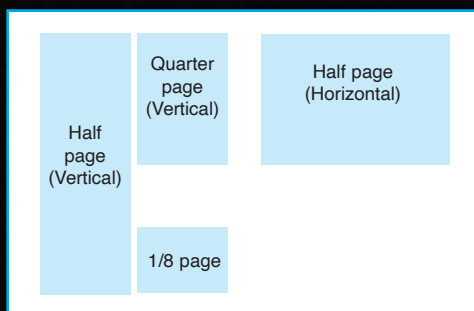 Half
page
(Vertical)
Quarter
page
(Vertical)
1/8 page
Half page
(Horizontal)